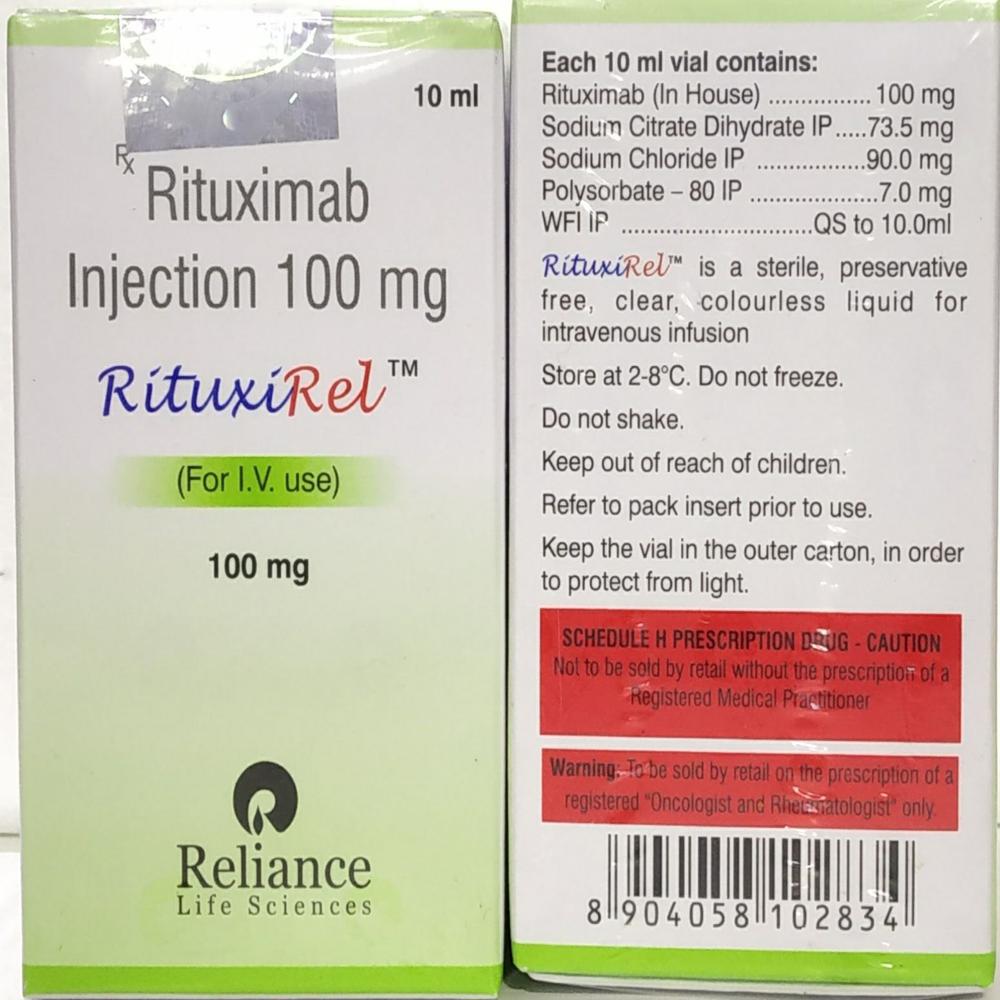 10 ml
Rx
Rituximab
Injection 100 mg
RituxiRel™
(For I.V. use)
100 mg
Reliance
Life Sciences
Each 10 ml vial contains:
Rituximab (In House) ................ 100 mg
Sodium Citrate Dihydrate IP.....73.5 mg
Sodium Chloride IP .................90.0 mg
Polysorbate – 80 IP ....................7.0 mg
WFI IP ..............................QS to 10.0ml
RituxiRel™ is a sterile, preservative
free, clear, colourless liquid for
intravenous infusion
Store at 2-8°C. Do not freeze.
Do not shake.
Keep out of reach of children.
Refer to pack insert prior to use.
Keep the vial in the outer carton, in order
to protect from light.
SCHEDULE H PRESCRIPTION DRUG - CAUTION
Not to be sold by retail without the prescription of a
Registered Medical Practitioner
Warning:- To be sold by retail on the prescription of a
registered "Oncologist and Rheumatologist" only.
8 904058 102834